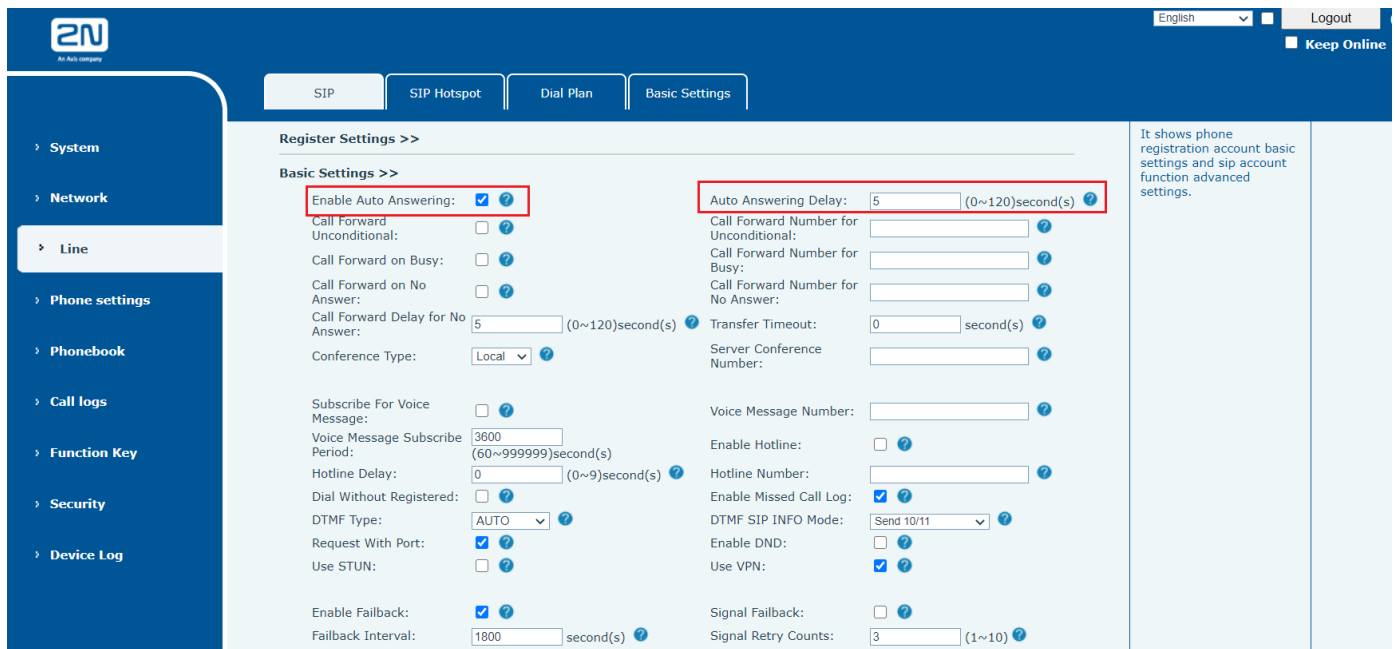 2N
An Axis company
English
Logout
Keep Online
SIP
SIP Hotspot
Dial Plan
Basic Settings
System
Network
Line
Phone settings
Phonebook
Call logs
Function Key
Security
Device Log
Register Settings >>
Basic Settings >>
Enable Auto Answering:
Auto Answering Delay: 5 (0~120)second(s)
Call Forward
Unconditional:
Call Forward Number for
Unconditional:
Call Forward on Busy:
Call Forward Number for
Busy:
Call Forward on No
Answer:
Call Forward Number for
No Answer:
Call Forward Delay for No
Answer:
5 (0~120)second(s)
Transfer Timeout: 0 second(s)
Conference Type: Local
Server Conference
Number:
Subscribe For Voice
Message:
Voice Message Number:
Voice Message Subscribe
Period:
3600
(60~999999)second(s)
Enable Hotline:
Hotline Delay: 0 (0~9)second(s)
Hotline Number:
Dial Without Registered:
Enable Missed Call Log:
DTMF Type: AUTO
DTMF SIP INFO Mode: Send 10/11
Request With Port:
Enable DND:
Use STUN:
Use VPN:
Enable Failback:
Signal Failback:
Failback Interval: 1800 second(s)
Signal Retry Counts: 3 (1~10)
It shows phone
registration account basic
settings and sip account
function advanced
settings.